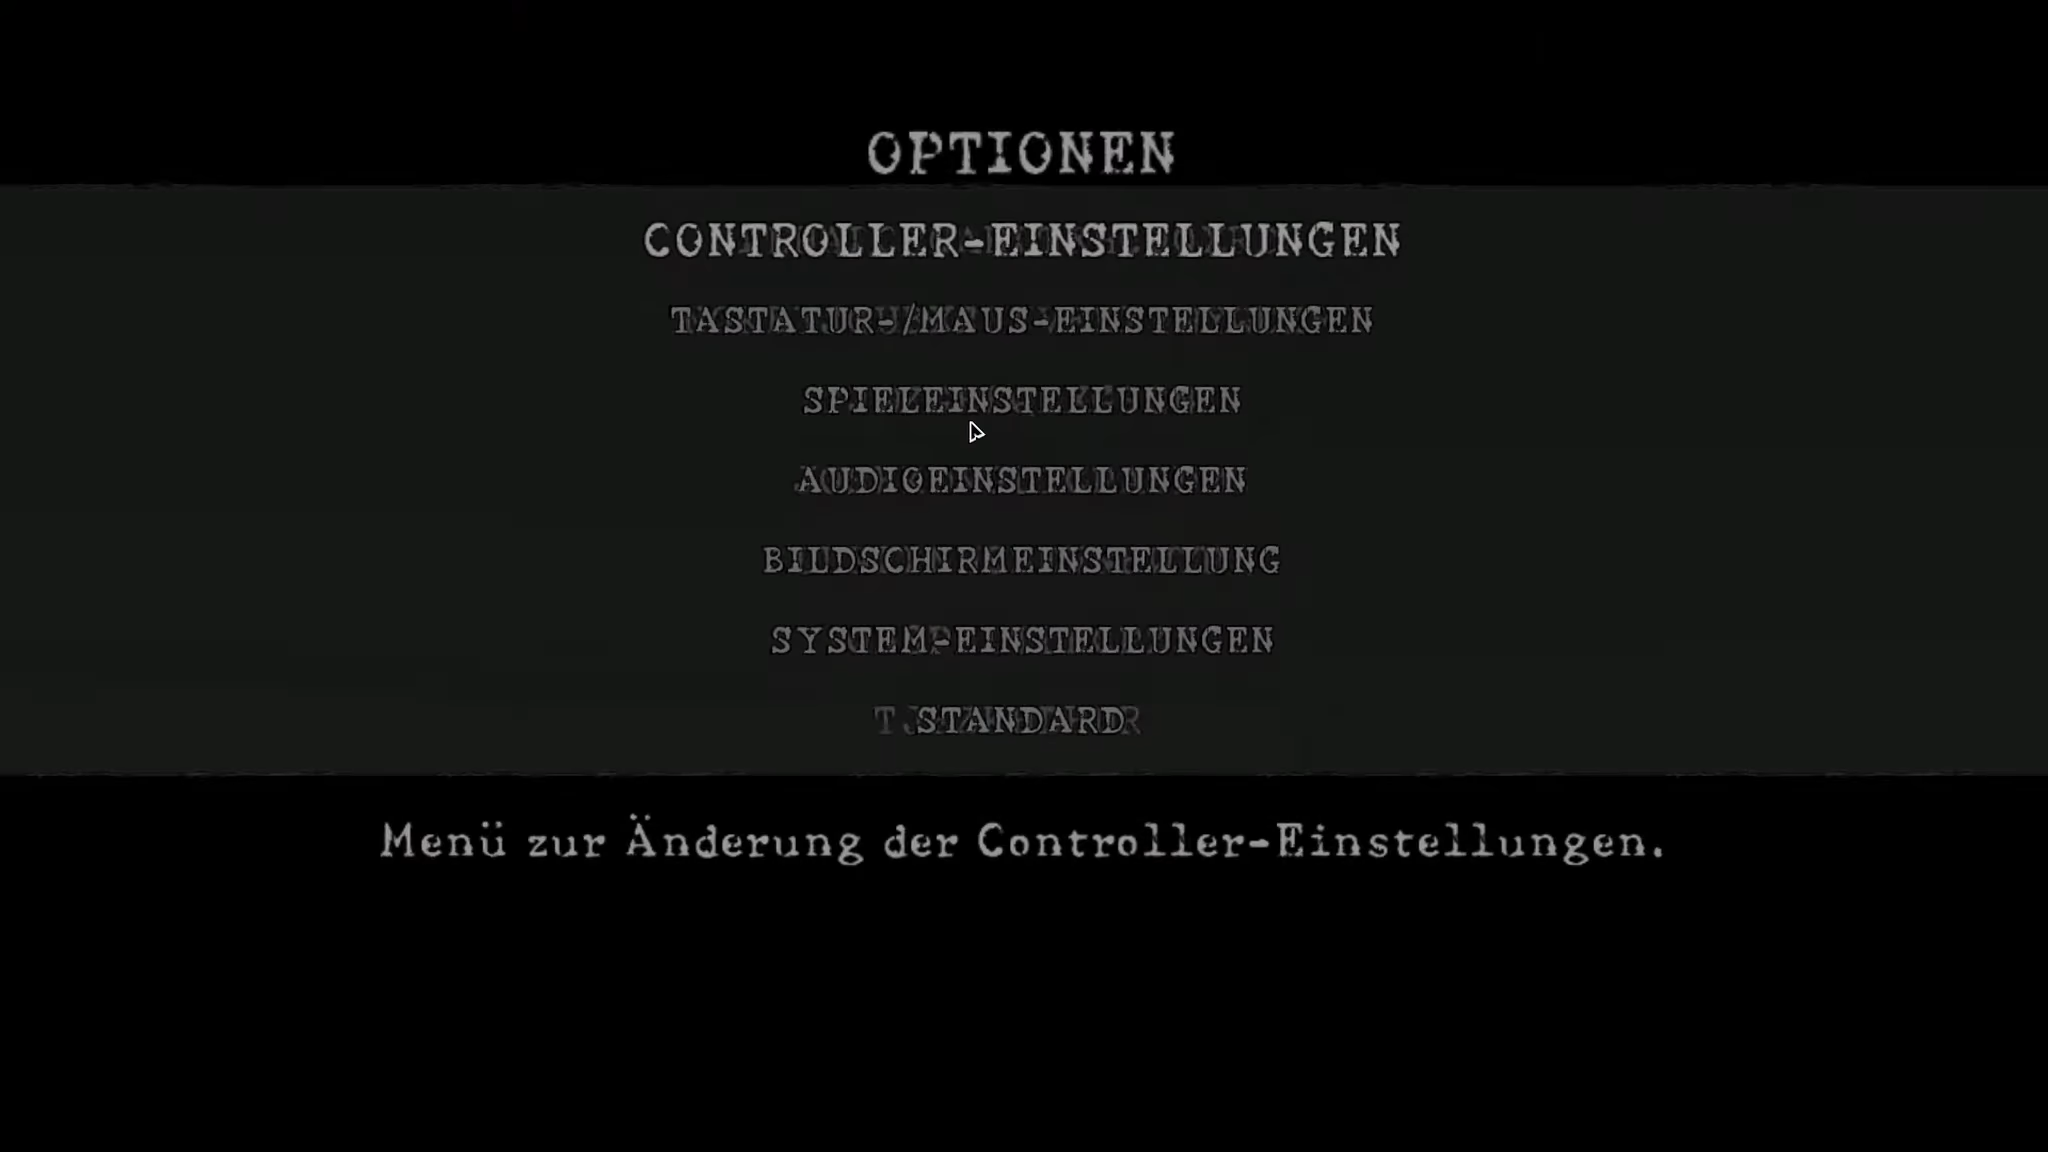 OPTIONEN
CONTROLLER-EINSTELLUNGEN
TASTATUR-/MAUS-EINSTELLUNGEN
SPIELEINSTELLUNGEN
AUDIOEINSTELLUNGEN
BILDSCHIRMEINSTELLUNG
SYSTEM-EINSTELLUNGEN
STANDARD
Menü zur Änderung der Controller-Einstellungen.